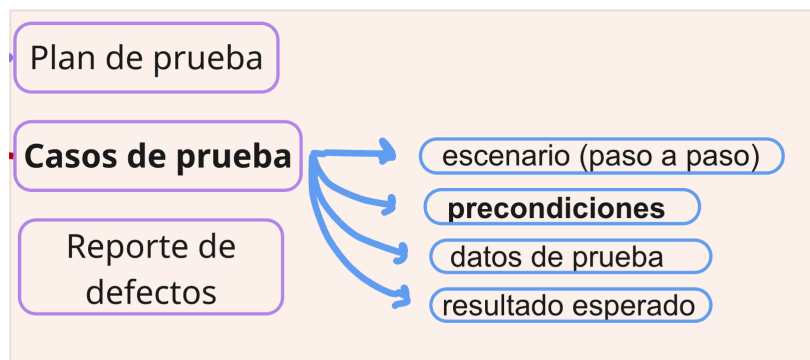 Plan de prueba
Casos de prueba
Reporte de
defectos
escenario (paso a paso)
precondiciones
datos de prueba
resultado esperado